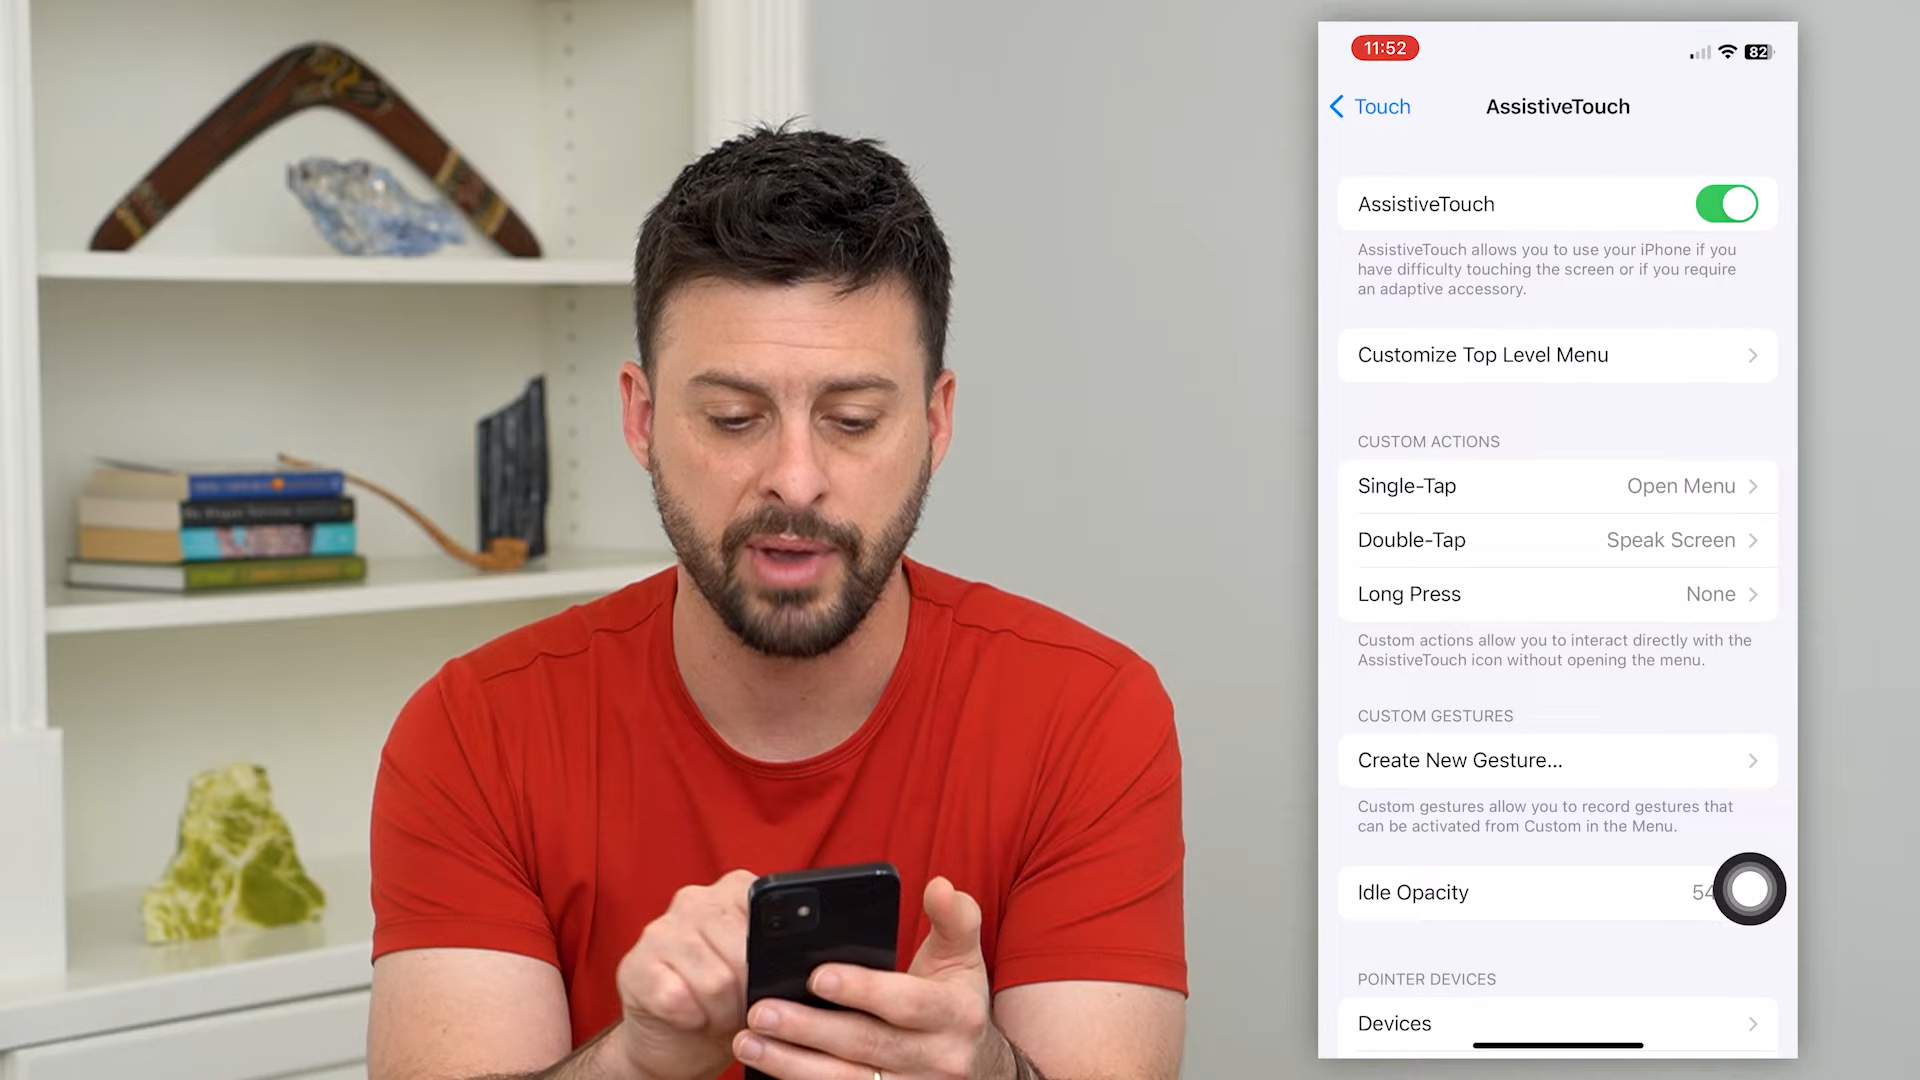 11:52
82
Touch
AssistiveTouch
AssistiveTouch
AssistiveTouch allows you to use your iPhone if you
have difficulty touching the screen or if you require
an adaptive accessory.
Customize Top Level Menu
CUSTOM ACTIONS
Single-Tap Open Menu
Double-Tap Speak Screen
Long Press None
Custom actions allow you to interact directly with the
AssistiveTouch icon without opening the menu.
CUSTOM GESTURES
Create New Gesture...
Custom gestures allow you to record gestures that
can be activated from Custom in the Menu.
Idle Opacity 54
POINTER DEVICES
Devices